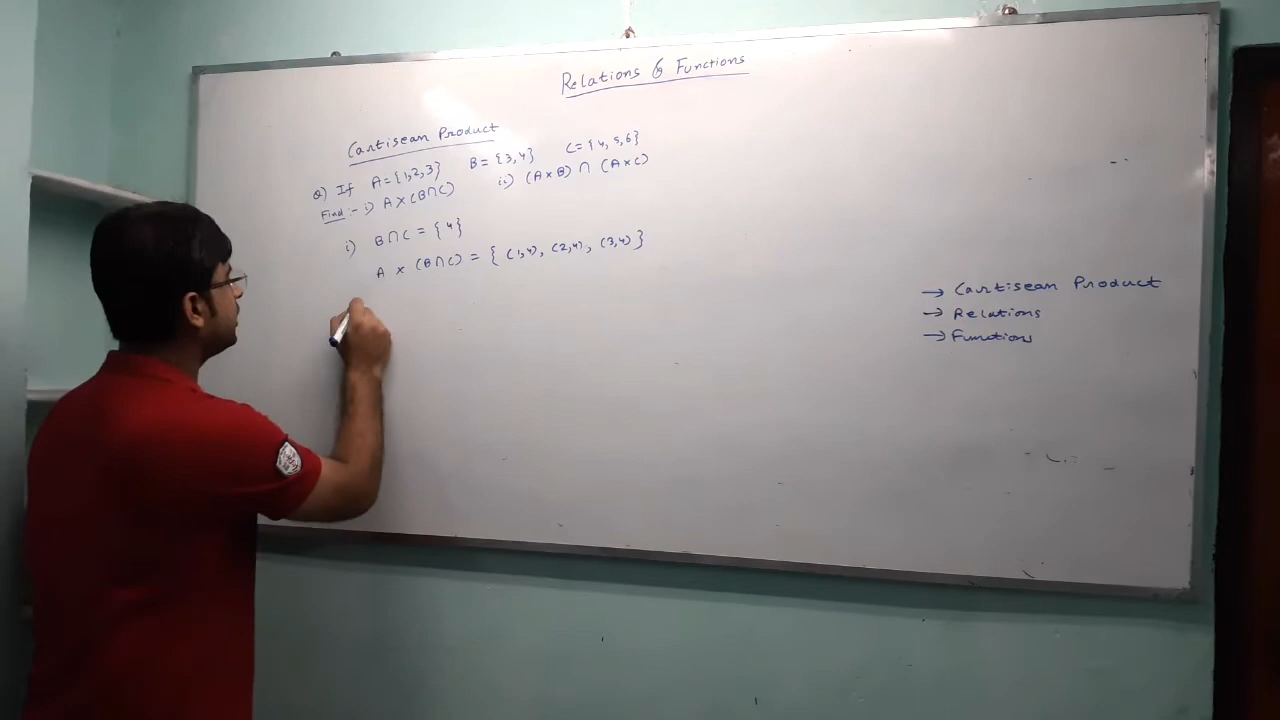 Relations & Functions
Cartisean Product
Q) If A = {1,2,3} B = {3,4} C = {4,5,6}
Find :- i) A × (B∩C) ii) (A×B) ∩ (A×C)
i) B∩C = {4}
A × (B∩C) = { (1,4), (2,4), (3,4) }
→ Cartisean Product
→ Relations
→ Functions